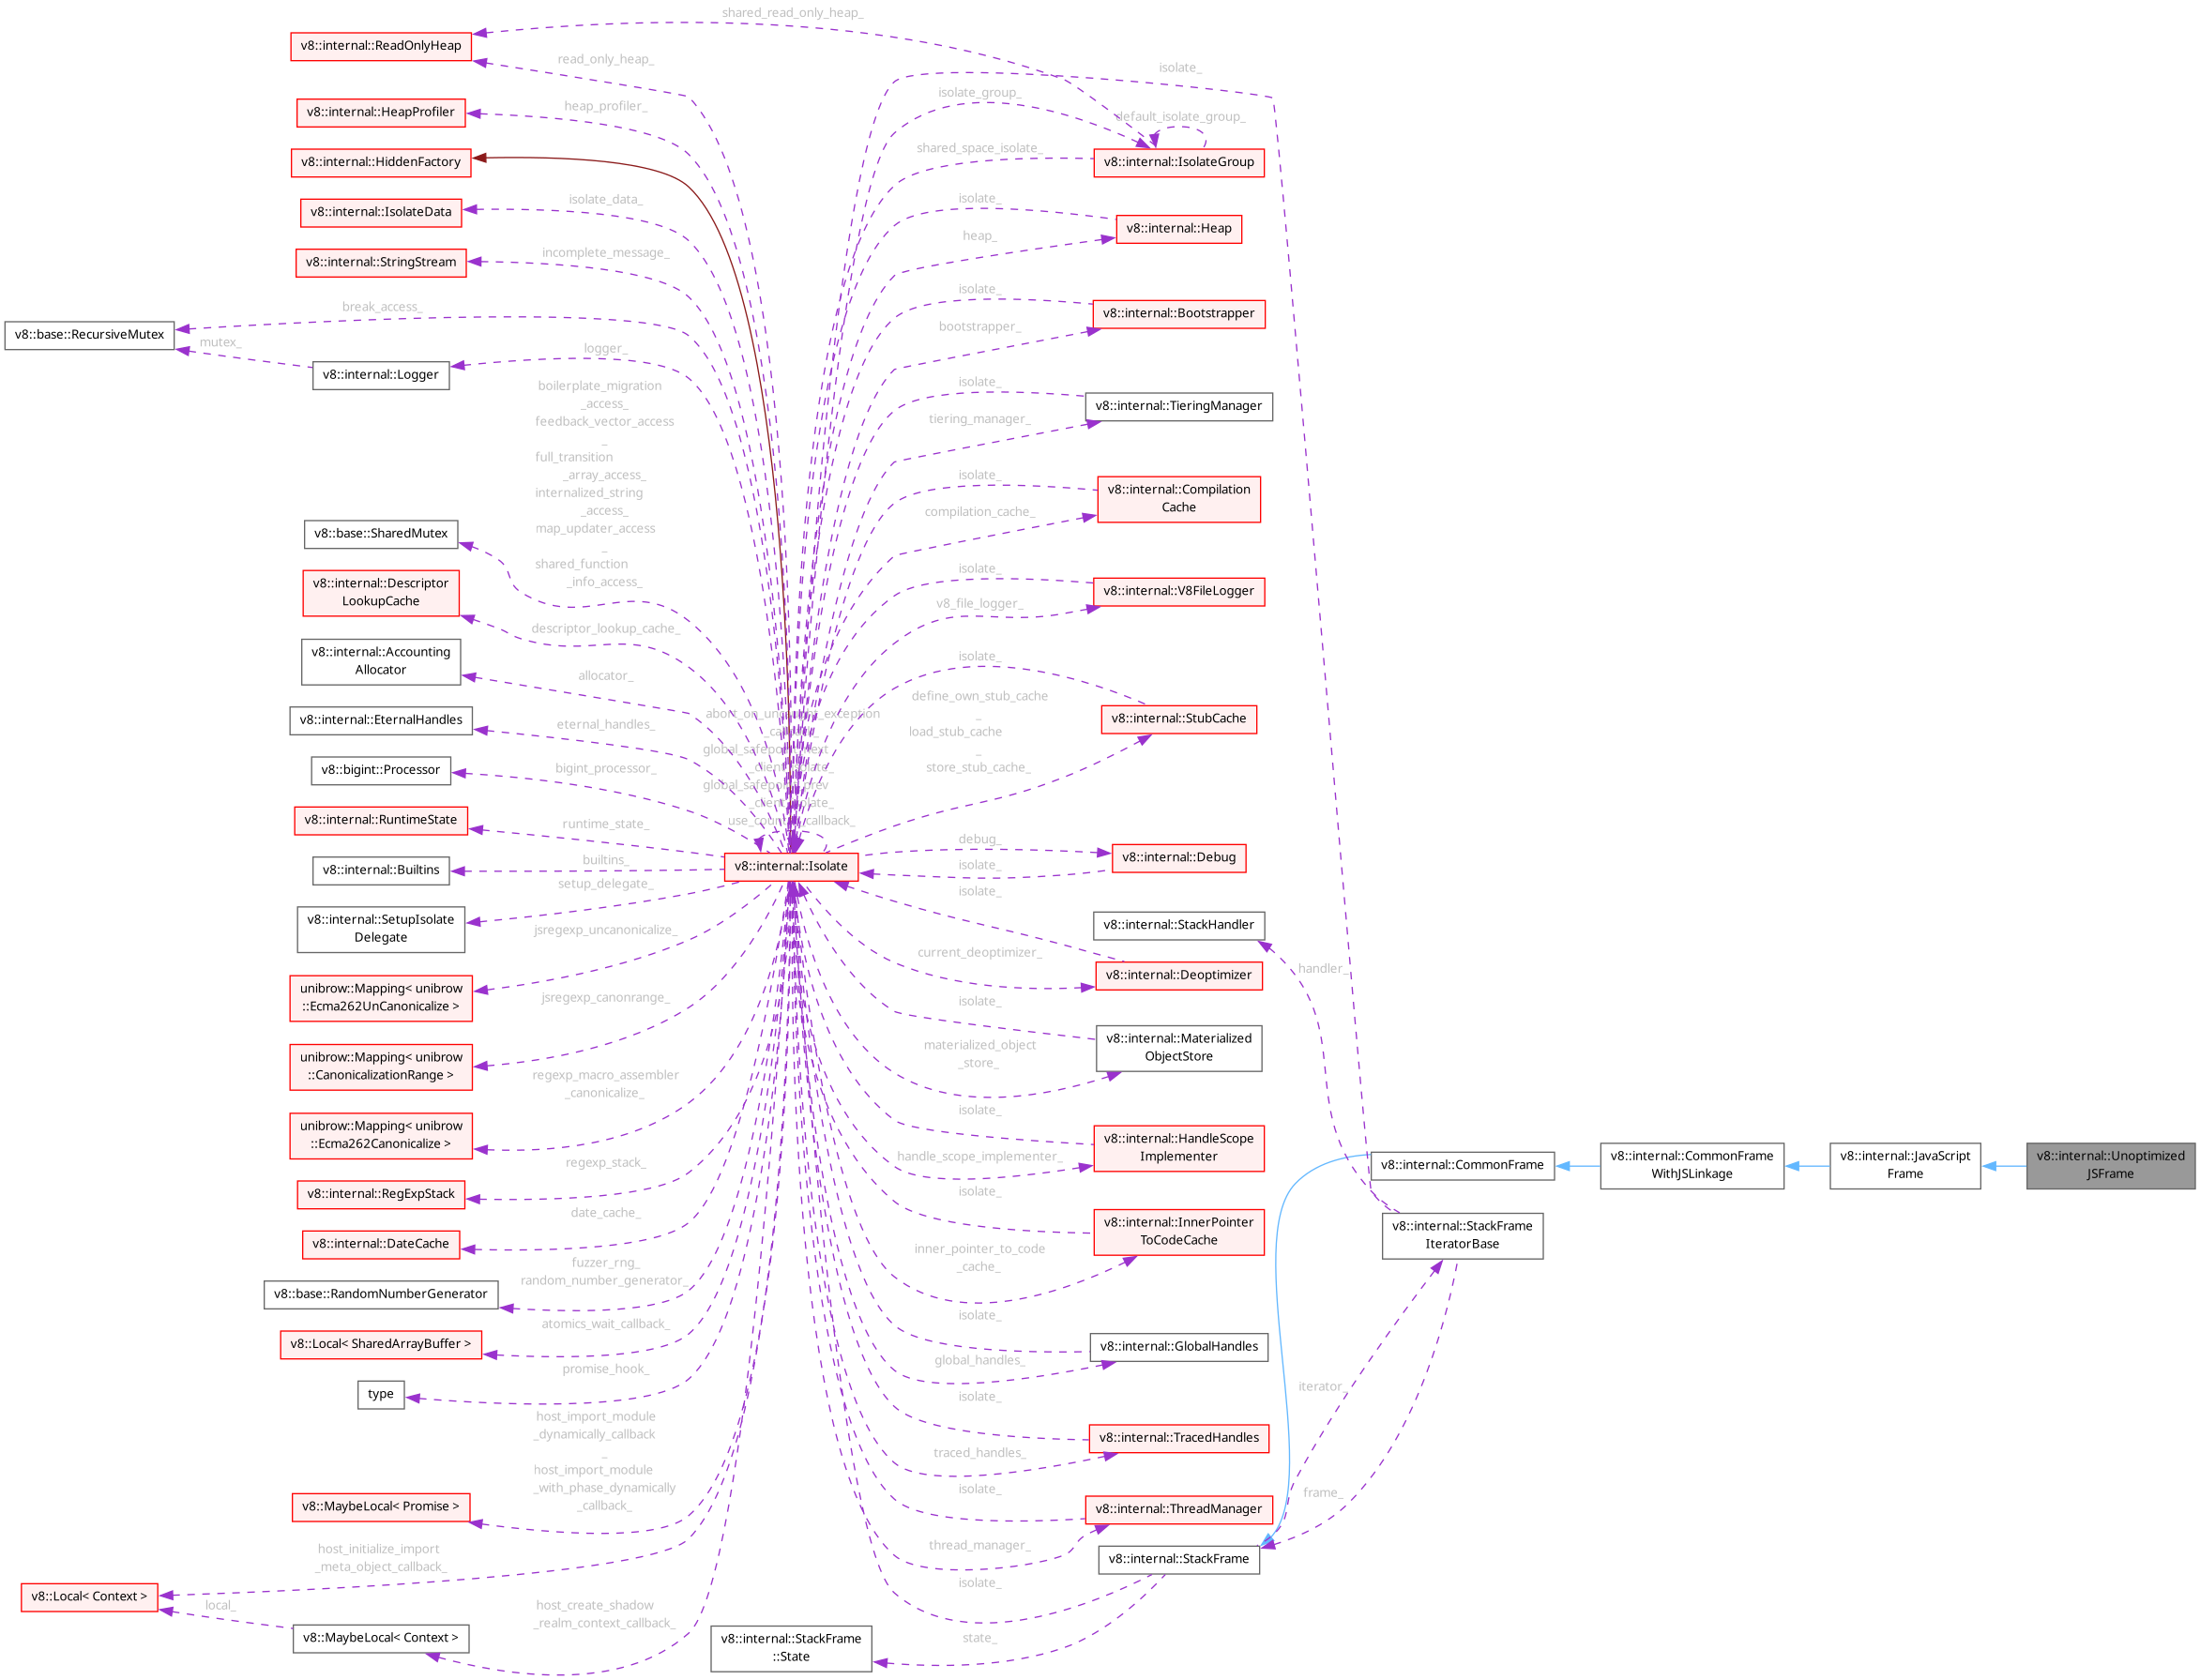 shared_read_only_heap_
v8::internal::ReadOnlyHeap
read_only_heap_
isolate_
heap_profiler_
v8::internal::HeapProfiler
isolate_group_
default_isolate_group_
v8::internal::HiddenFactory
shared_space_isolate_
v8::internal::IsolateGroup
isolate_data_
v8::internal::IsolateData
isolate_
v8::internal::Heap
heap_
incomplete_message_
v8::internal::StringStream
isolate_
v8::internal::Bootstrapper
bootstrapper_
break_access_
v8::base::RecursiveMutex
mutex_
logger_
v8::internal::Logger
isolate_
v8::internal::TieringManager
tiering_manager_
boilerplate_migration
_access_
feedback_vector_access
_
full_transition
_array_access_
internalized_string
_access_
map_updater_access
_
shared_function
_info_access_
isolate_
v8::internal::Compilation
Cache
compilation_cache_
v8::base::SharedMutex
v8::internal::Descriptor
LookupCache
isolate_
v8::internal::V8FileLogger
v8_file_logger_
descriptor_lookup_cache_
v8::internal::Accounting
Allocator
allocator_
isolate_
define_own_stub_cache
_
load_stub_cache
_
store_stub_cache_
v8::internal::StubCache
v8::internal::EternalHandles
eternal_handles_
v8::bigint::Processor
bigint_processor_
v8::internal::RuntimeState
runtime_state_
v8::internal::Isolate
debug_
v8::internal::Debug
isolate_
v8::internal::Builtins
builtins_
setup_delegate_
isolate_
v8::internal::SetupIsolate
Delegate
v8::internal::StackHandler
jsregexp_uncanonicalize_
current_deoptimizer_
v8::internal::Deoptimizer
handler_
unibrow::Mapping< unibrow
::Ecma262UnCanonicalize >
jsregexp_canonrange_
isolate_
v8::internal::Materialized
ObjectStore
materialized_object
_store_
unibrow::Mapping< unibrow
::CanonicalizationRange >
regexp_macro_assembler
_canonicalize_
isolate_
unibrow::Mapping< unibrow
::Ecma262Canonicalize >
v8::internal::HandleScope
Implementer
handle_scope_implementer_
v8::internal::CommonFrame
v8::internal::CommonFrame
WithJSLinkage
v8::internal::JavaScript
Frame
v8::internal::Unoptimized
JSFrame
regexp_stack_
v8::internal::RegExpStack
isolate_
date_cache_
v8::internal::DateCache
v8::internal::InnerPointer
ToCodeCache
inner_pointer_to_code
_cache_
v8::internal::StackFrame
IteratorBase
fuzzer_rng_
random_number_generator_
v8::base::RandomNumberGenerator
isolate_
atomics_wait_callback_
v8::Local< SharedArrayBuffer >
v8::internal::GlobalHandles
global_handles_
promise_hook_
type
isolate_
iterator_
host_import_module
_dynamically_callback
_
host_import_module
_with_phase_dynamically
_callback_
v8::internal::TracedHandles
traced_handles_
isolate_
frame_
v8::MaybeLocal< Promise >
v8::internal::ThreadManager
thread_manager_
host_initialize_import
_meta_object_callback_
v8::internal::StackFrame
isolate_
v8::Local< Context >
local_
host_create_shadow
_realm_context_callback_
v8::MaybeLocal< Context >
v8::internal::StackFrame
::State
state_